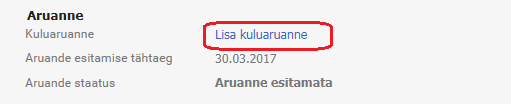 Aruanne
Kuluaruanne Lisa kuluaruanne
Aruande esitamise tähtaeg 30.03.2017
Aruande staatus Aruanne esitamata